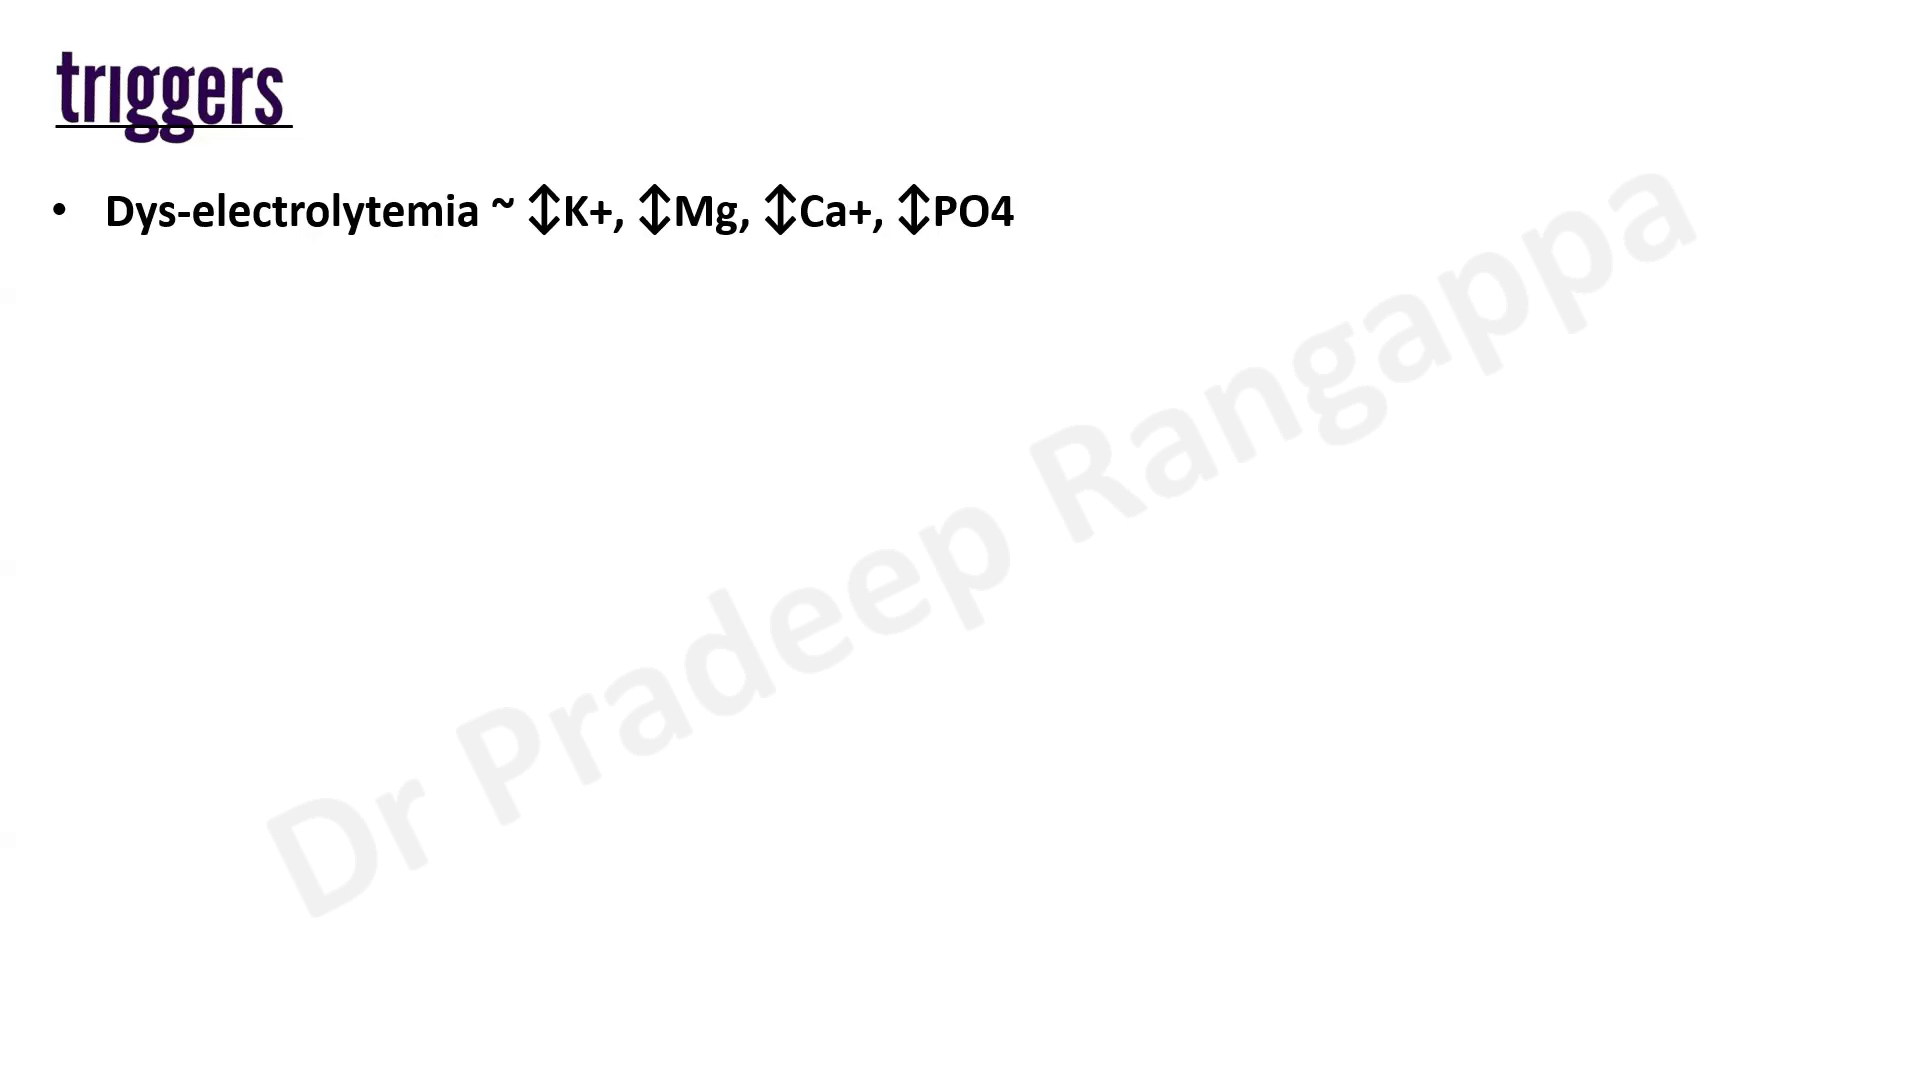 triggers
• Dys-electrolytemia ~ ↕K+, ↕Mg, ↕Ca+, ↕PO4
Dr Pradeep Rangappa